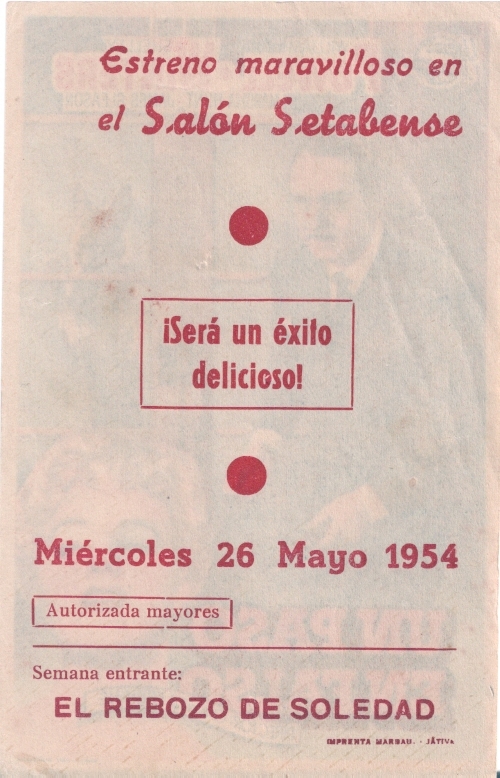 Estreno maravilloso en
el Salón Setabense
¡Será un éxito
delicioso!
Miércoles 26 Mayo 1954
Autorizada mayores
Semana entrante:
EL REBOZO DE SOLEDAD
IMPRENTA MARBAU. - JÁTIVA